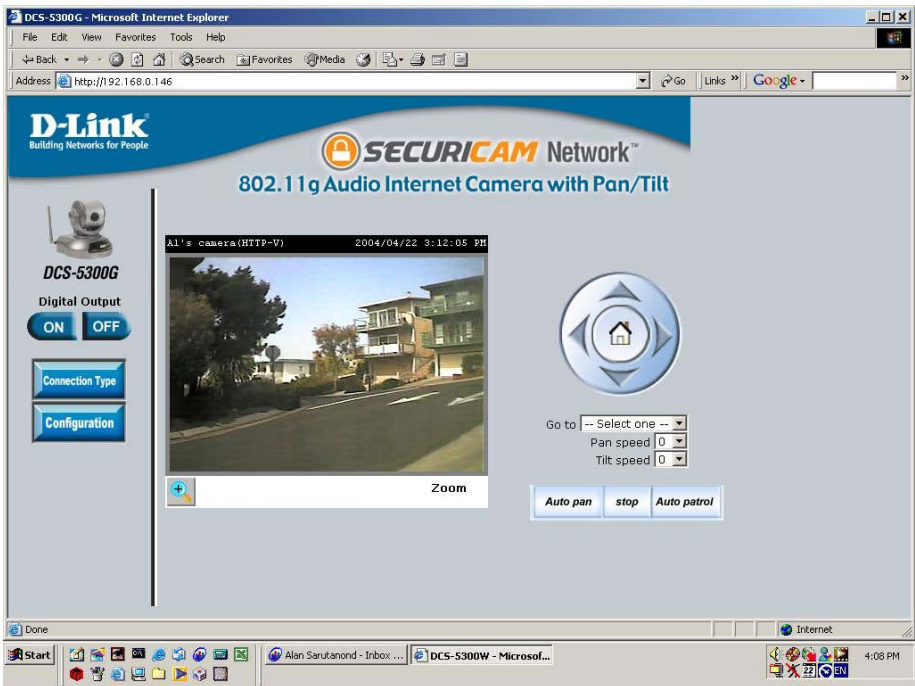 DCS-5300G - Microsoft Internet Explorer
File Edit View Favorites Tools Help
Back Search Favorites Media
Address http://192.168.0.146 Go Links » Google »
D-Link
Building Networks for People
SECURICAM Network™
802.11g Audio Internet Camera with Pan/Tilt
DCS-5300G
Digital Output
ON OFF
Connection Type
Configuration
Al's camera(HTTP-V) 2004/04/22 3:12:05 PM
Zoom
Go to -- Select one --
Pan speed 0
Tilt speed 0
Auto pan stop Auto patrol
Done Internet
Start Alan Sarutanond - Inbox ... DCS-5300W - Microsof... 22 EN 4:08 PM